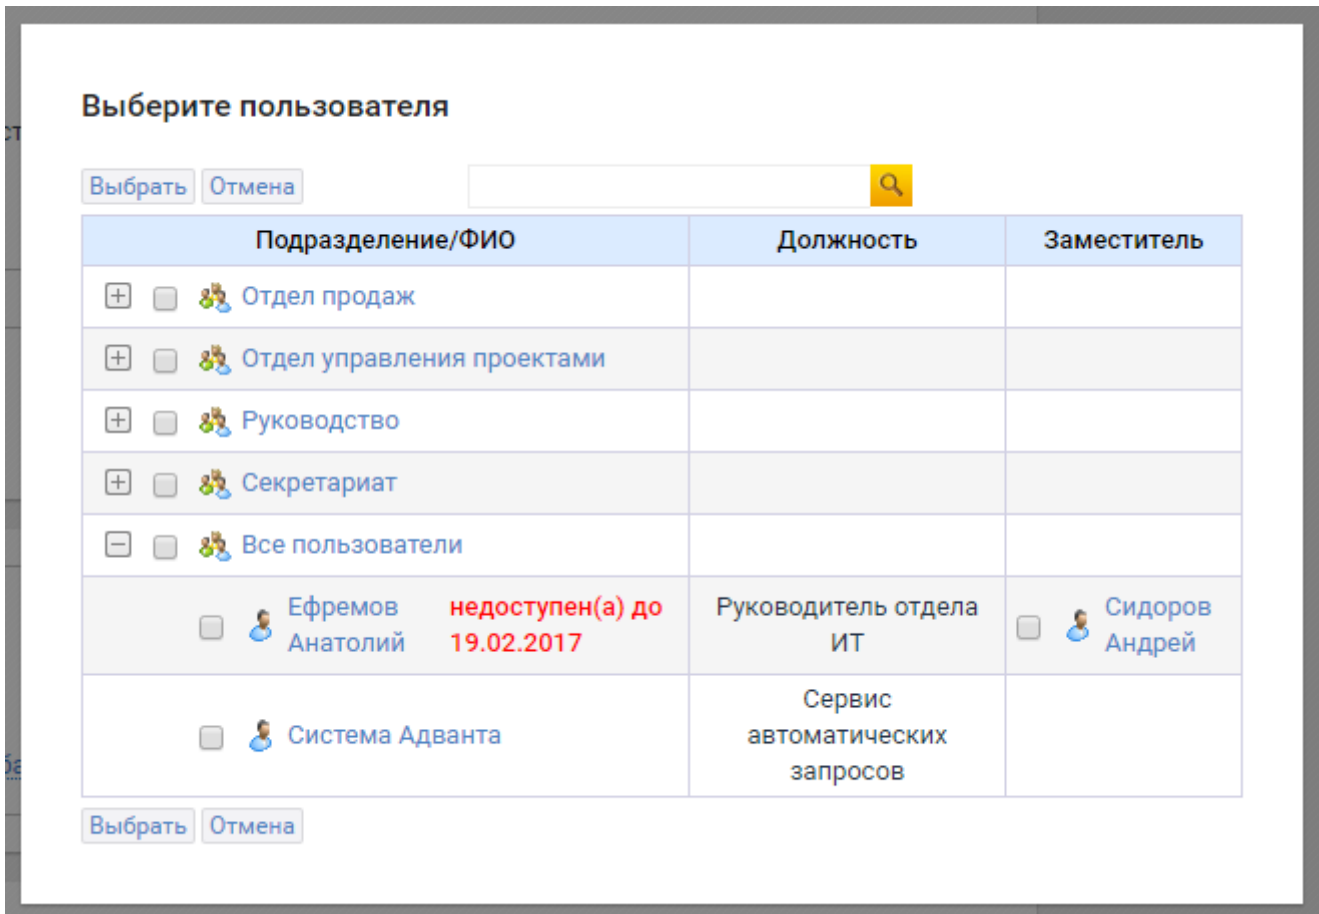 Выберите пользователя
Выбрать Отмена
Подразделение/ФИО Должность Заместитель
Отдел продаж
Отдел управления проектами
Руководство
Секретариат
Все пользователи
Ефремов Анатолий недоступен(а) до 19.02.2017 Руководитель отдела ИТ Сидоров Андрей
Система Адванта Сервис автоматических запросов
Выбрать Отмена